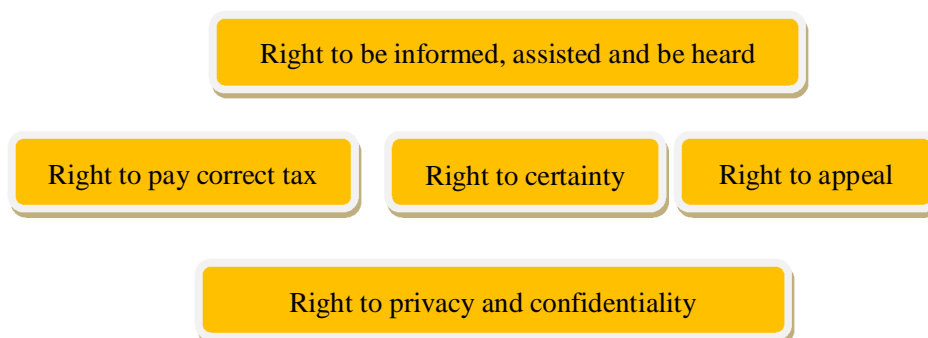 Right to be informed, assisted and be heard
Right to pay correct tax
Right to certainty
Right to appeal
Right to privacy and confidentiality